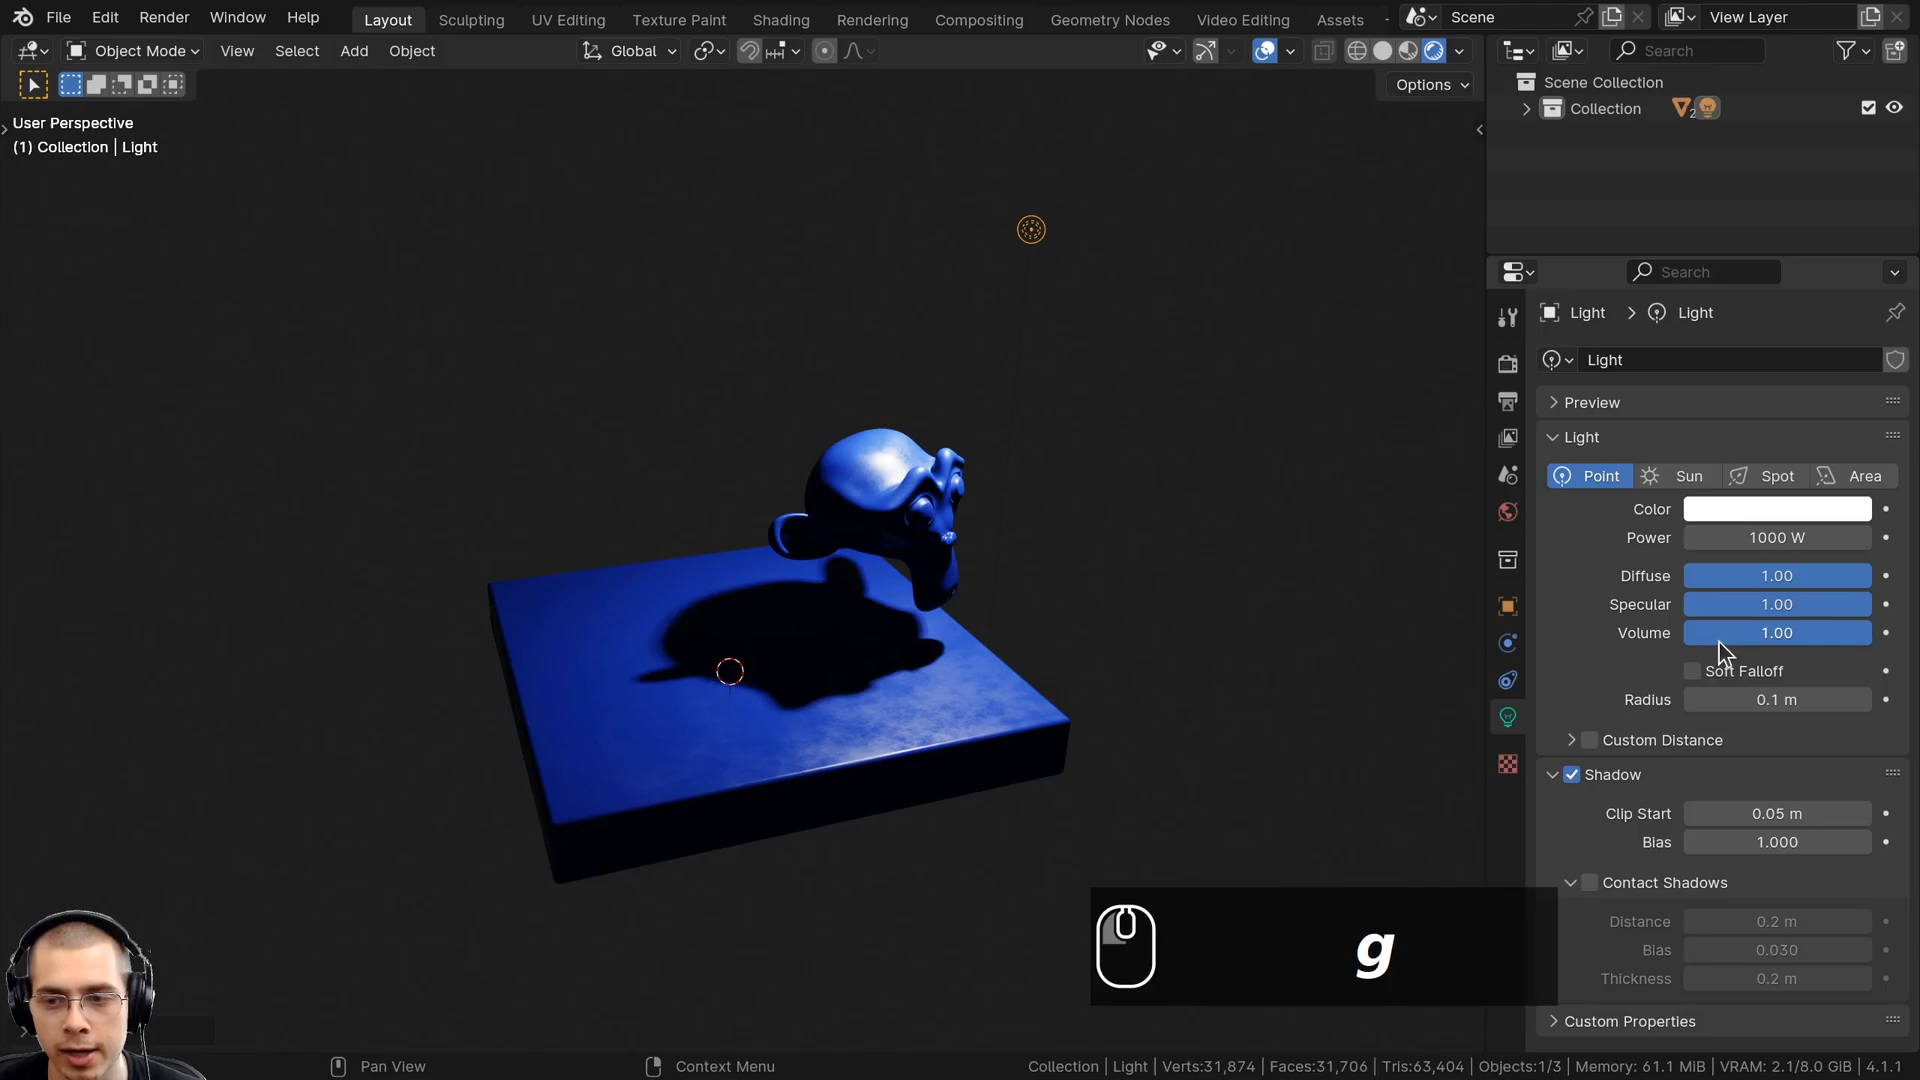 File Edit Render Window Help Layout Sculpting UV Editing Texture Paint Shading Rendering Compositing Geometry Nodes Video Editing Assets Scene View Layer
Object Mode View Select Add Object Global Search
Options
User Perspective
(1) Collection | Light
Scene Collection
Collection 2
Search
Light > Light
Light
Preview
Light
Point Sun Spot Area
Color
Power 1000 W
Diffuse 1.00
Specular 1.00
Volume 1.00
Soft Falloff
Radius 0.1 m
Custom Distance
Shadow
Clip Start 0.05 m
Bias 1.000
Contact Shadows
Distance 0.2 m
Bias 0.030
Thickness 0.2 m
g
Custom Properties
Pan View Context Menu Collection | Light | Verts:31,874 | Faces:31,706 | Tris:63,404 | Objects:1/3 | Memory: 61.1 MiB | VRAM: 2.1/8.0 GiB | 4.1.1